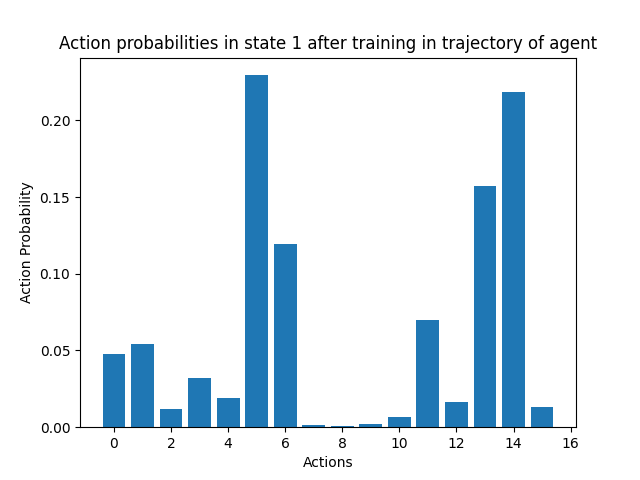 Action probabilities in state 1 after training in trajectory of agent
Action Probability
0.20
0.15
0.10
0.05
0.00
0 2 4 6 8 10 12 14 16
Actions